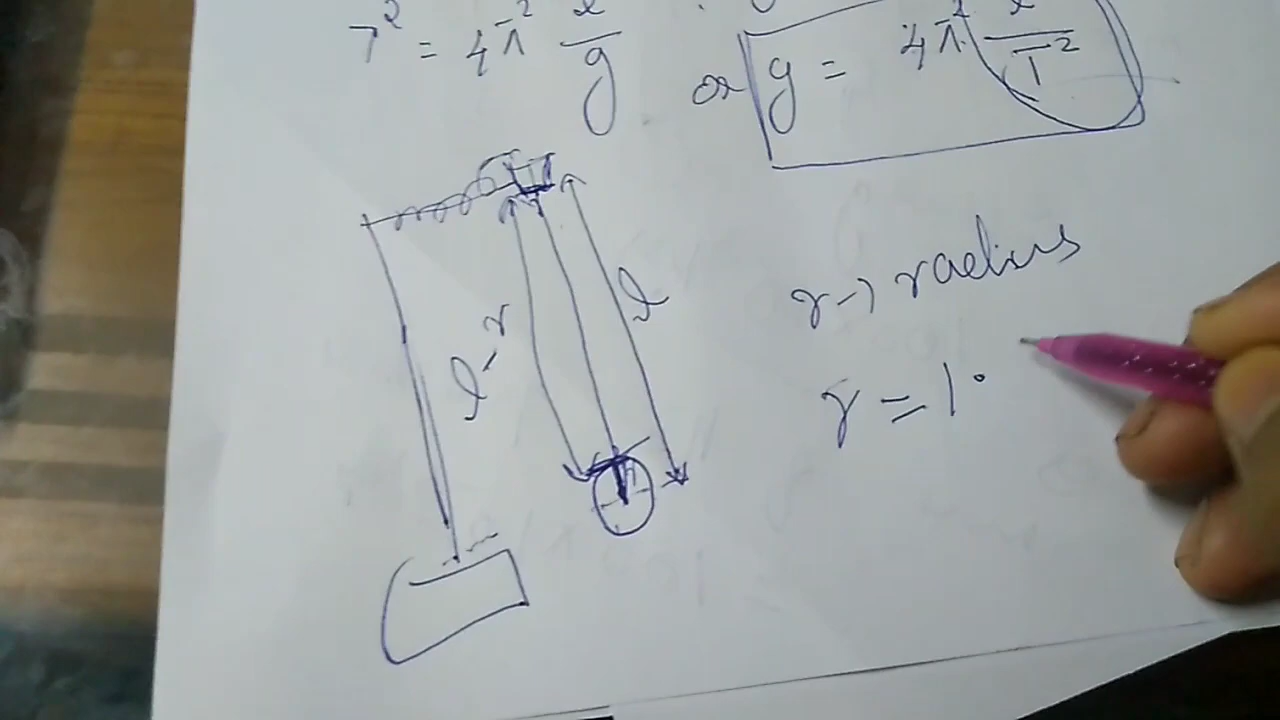 T² = 4π² l/g
or g = 4π² l/T²
l
l-r
r → radius
r = 1.